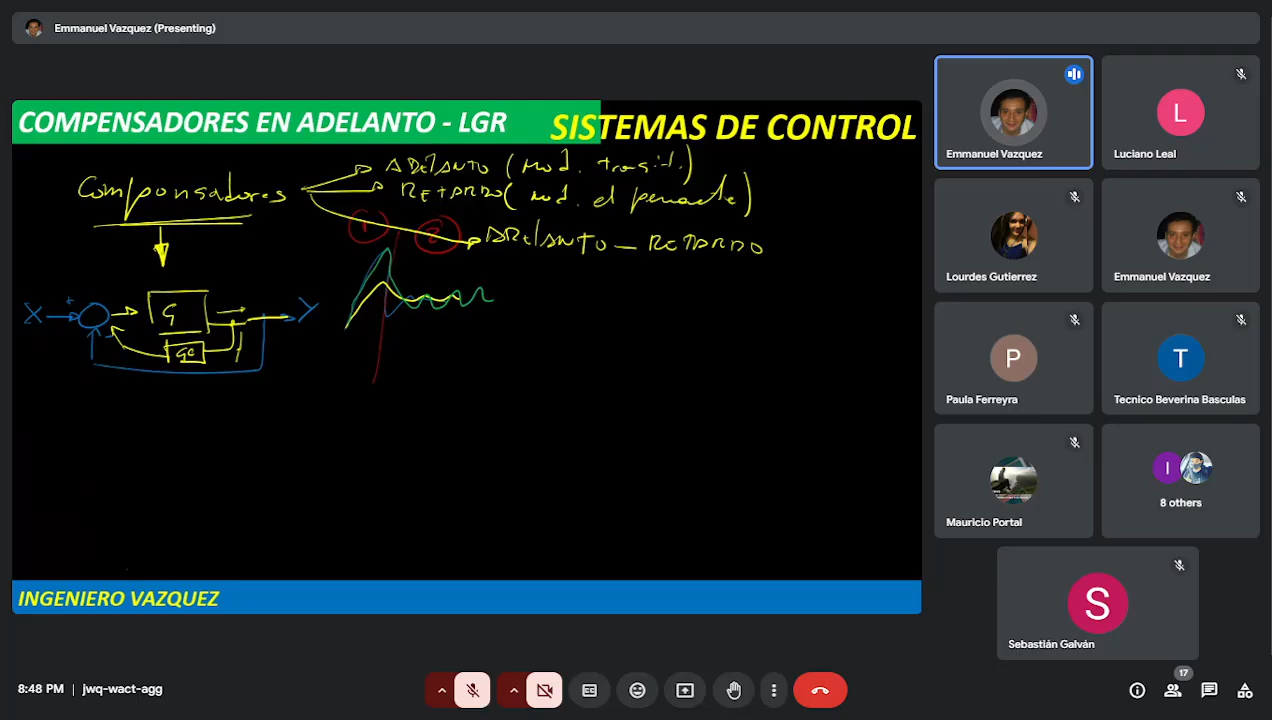 Emmanuel Vazquez (Presenting)
COMPENSADORES EN ADELANTO - LGR
SISTEMAS DE CONTROL
Compensadores
ADELANTO (mod. transit.)
RETARDO (mod. el permante)
ADELANTO - RETARDO
1
2
X
+
G
Gc
Y
INGENIERO VAZQUEZ
Emmanuel Vazquez
L
Luciano Leal
Lourdes Gutierrez
Emmanuel Vazquez
P
Paula Ferreyra
T
Tecnico Beverina Basculas
Mauricio Portal
I
8 others
S
Sebastián Galván
8:48 PM | jwq-wact-agg
17